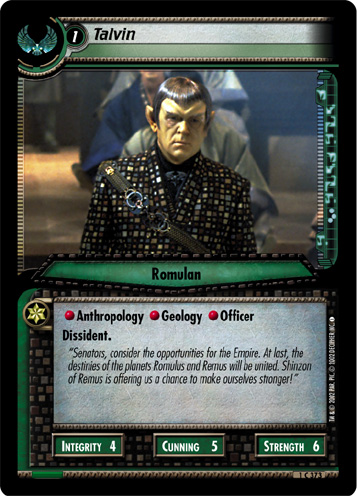 1 Talvin
Romulan
Anthropology Geology Officer
Dissident.
"Senators, consider the opportunities for the Empire. At last, the
destinies of the planets Romulus and Remus will be united. Shinzon
of Remus is offering us a chance to make ourselves stronger!"
INTEGRITY 4 CUNNING 5 STRENGTH 6
1 C 373